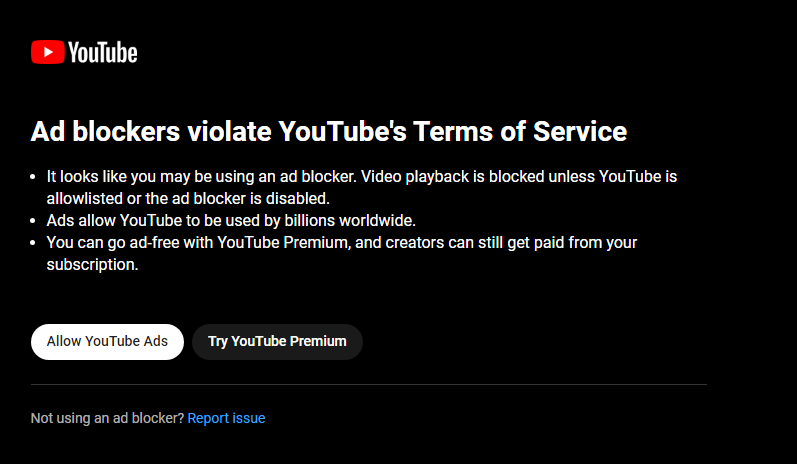 YouTube
Ad blockers violate YouTube's Terms of Service
It looks like you may be using an ad blocker. Video playback is blocked unless YouTube is
allowlisted or the ad blocker is disabled.
Ads allow YouTube to be used by billions worldwide.
You can go ad-free with YouTube Premium, and creators can still get paid from your
subscription.
Allow YouTube Ads
Try YouTube Premium
Not using an ad blocker? Report issue